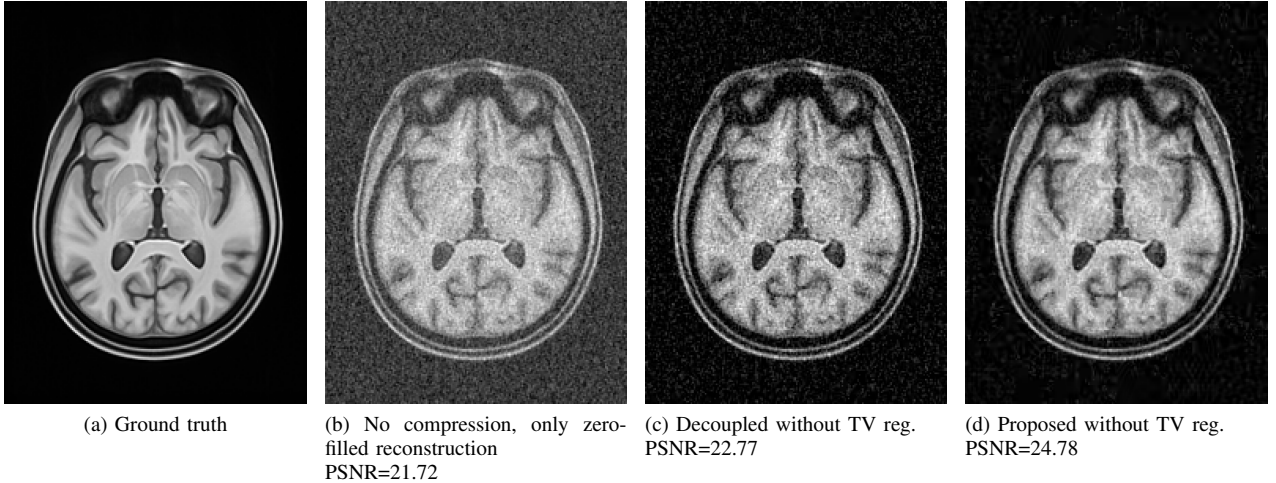 (a) Ground truth
(b) No compression, only zero-
filled reconstruction
PSNR=21.72
(c) Decoupled without TV reg.
PSNR=22.77
(d) Proposed without TV reg.
PSNR=24.78